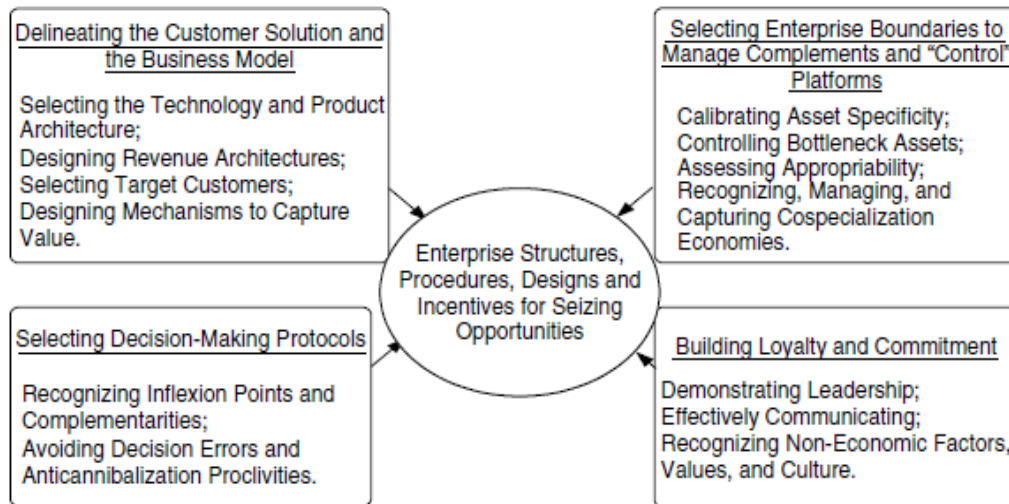 Delineating the Customer Solution and
the Business Model
Selecting the Technology and Product
Architecture;
Designing Revenue Architectures;
Selecting Target Customers;
Designing Mechanisms to Capture
Value.
Selecting Enterprise Boundaries to
Manage Complements and “Control”
Platforms
Calibrating Asset Specificity;
Controlling Bottleneck Assets;
Assessing Appropriability;
Recognizing, Managing, and
Capturing Cospecialization
Economies.
Enterprise Structures,
Procedures, Designs and
Incentives for Seizing
Opportunities
Selecting Decision-Making Protocols
Recognizing Inflexion Points and
Complementarities;
Avoiding Decision Errors and
Anticannibalization Proclivities.
Building Loyalty and Commitment
Demonstrating Leadership;
Effectively Communicating;
Recognizing Non-Economic Factors,
Values, and Culture.